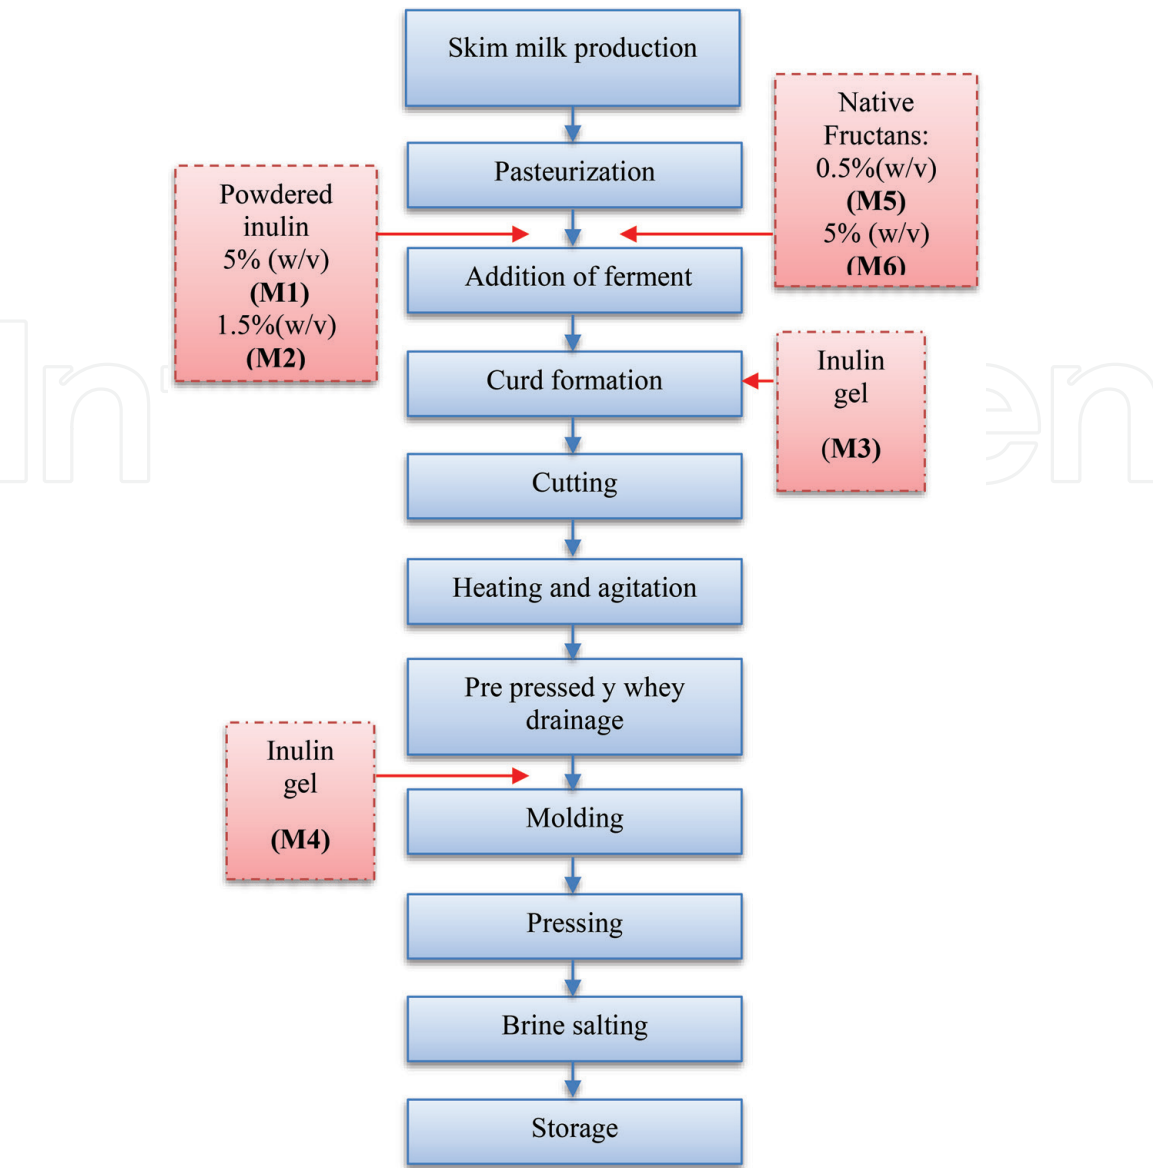 Skim milk production
Native
Fructans:
0.5%(w/v)
(M5)
5% (w/v)
(M6)
Pasteurization
Powdered
inulin
5% (w/v)
(M1)
1.5%(w/v)
(M2)
Addition of ferment
Curd formation
Inulin
gel
(M3)
Cutting
Heating and agitation
Pre pressed y whey
drainage
Inulin
gel
(M4)
Molding
Pressing
Brine salting
Storage